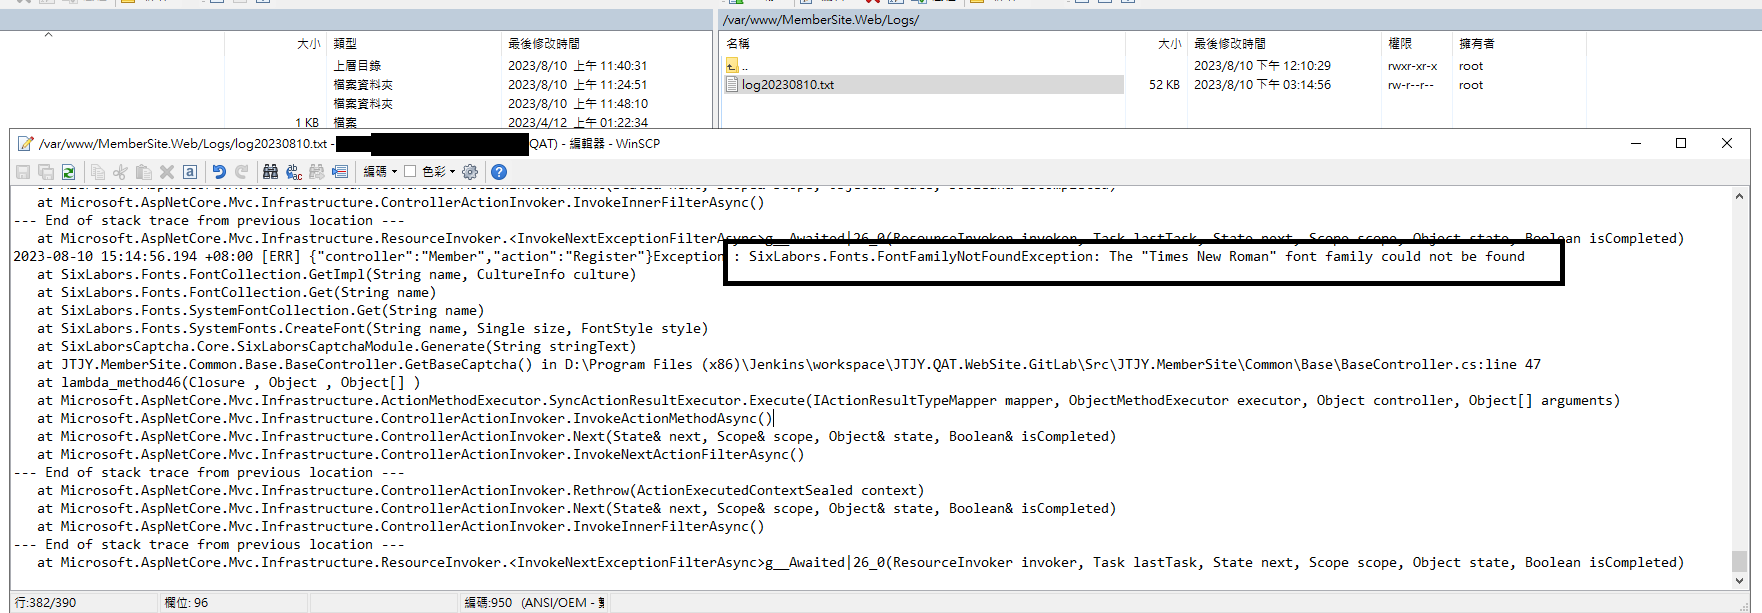 /var/www/MemberSite.Web/Logs/
大小 類型 最後修改時間
上層目錄 2023/8/10 上午 11:40:31
檔案資料夾 2023/8/10 上午 11:24:51
檔案資料夾 2023/8/10 上午 11:48:10
1 KB 檔案 2023/4/12 上午 01:22:34
名稱 大小 最後修改時間 權限 擁有者
.. 2023/8/10 下午 12:10:29 rwxr-xr-x root
log20230810.txt 52 KB 2023/8/10 下午 03:14:56 rw-r--r-- root
/var/www/MemberSite.Web/Logs/log20230810.txt - QAT) - 編輯器 - WinSCP
編碼 色彩
at Microsoft.AspNetCore.Mvc.Infrastructure.ControllerActionInvoker.InvokeInnerFilterAsync()
--- End of stack trace from previous location ---
at Microsoft.AspNetCore.Mvc.Infrastructure.ResourceInvoker.<InvokeNextExceptionFilterAsync>g__Awaited|26_0(ResourceInvoker invoker, Task lastTask, State next, Scope scope, Object state, Boolean isCompleted)
2023-08-10 15:14:56.194 +08:00 [ERR] {"controller":"Member","action":"Register"}Exception : SixLabors.Fonts.FontFamilyNotFoundException: The "Times New Roman" font family could not be found
at SixLabors.Fonts.FontCollection.GetImpl(String name, CultureInfo culture)
at SixLabors.Fonts.FontCollection.Get(String name)
at SixLabors.Fonts.SystemFontCollection.Get(String name)
at SixLabors.Fonts.SystemFonts.CreateFont(String name, Single size, FontStyle style)
at SixLaborsCaptcha.Core.SixLaborsCaptchaModule.Generate(String stringText)
at JTJY.MemberSite.Common.Base.BaseController.GetBaseCaptcha() in D:\Program Files (x86)\Jenkins\workspace\JTJY.QAT.WebSite.GitLab\Src\JTJY.MemberSite\Common\Base\BaseController.cs:line 47
at lambda_method46(Closure , Object , Object[] )
at Microsoft.AspNetCore.Mvc.Infrastructure.ActionMethodExecutor.SyncActionResultExecutor.Execute(IActionResultTypeMapper mapper, ObjectMethodExecutor executor, Object controller, Object[] arguments)
at Microsoft.AspNetCore.Mvc.Infrastructure.ControllerActionInvoker.InvokeActionMethodAsync()
at Microsoft.AspNetCore.Mvc.Infrastructure.ControllerActionInvoker.Next(State& next, Scope& scope, Object& state, Boolean& isCompleted)
at Microsoft.AspNetCore.Mvc.Infrastructure.ControllerActionInvoker.InvokeNextActionFilterAsync()
--- End of stack trace from previous location ---
at Microsoft.AspNetCore.Mvc.Infrastructure.ControllerActionInvoker.Rethrow(ActionExecutedContextSealed context)
at Microsoft.AspNetCore.Mvc.Infrastructure.ControllerActionInvoker.Next(State& next, Scope& scope, Object& state, Boolean& isCompleted)
at Microsoft.AspNetCore.Mvc.Infrastructure.ControllerActionInvoker.InvokeInnerFilterAsync()
--- End of stack trace from previous location ---
at Microsoft.AspNetCore.Mvc.Infrastructure.ResourceInvoker.<InvokeNextExceptionFilterAsync>g__Awaited|26_0(ResourceInvoker invoker, Task lastTask, State next, Scope scope, Object state, Boolean isCompleted)
行:382/390 欄位: 96 編碼:950 (ANSI/OEM -